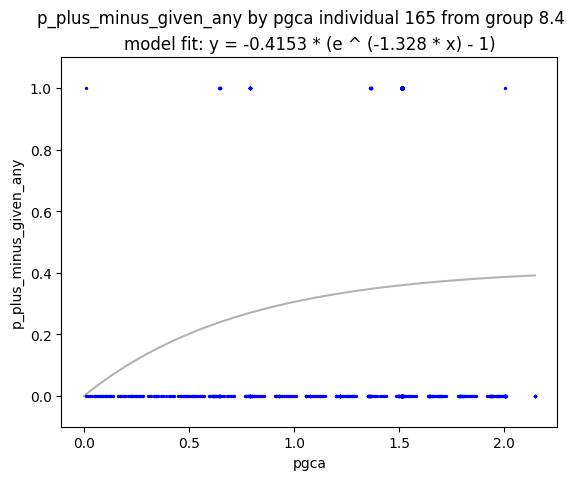 p_plus_minus_given_any by pgca individual 165 from group 8.4
model fit: y = -0.4153 * (e ^ (-1.328 * x) - 1)
1.0
0.8
0.6
0.4
0.2
0.0
p_plus_minus_given_any
0.0 0.5 1.0 1.5 2.0
pgca